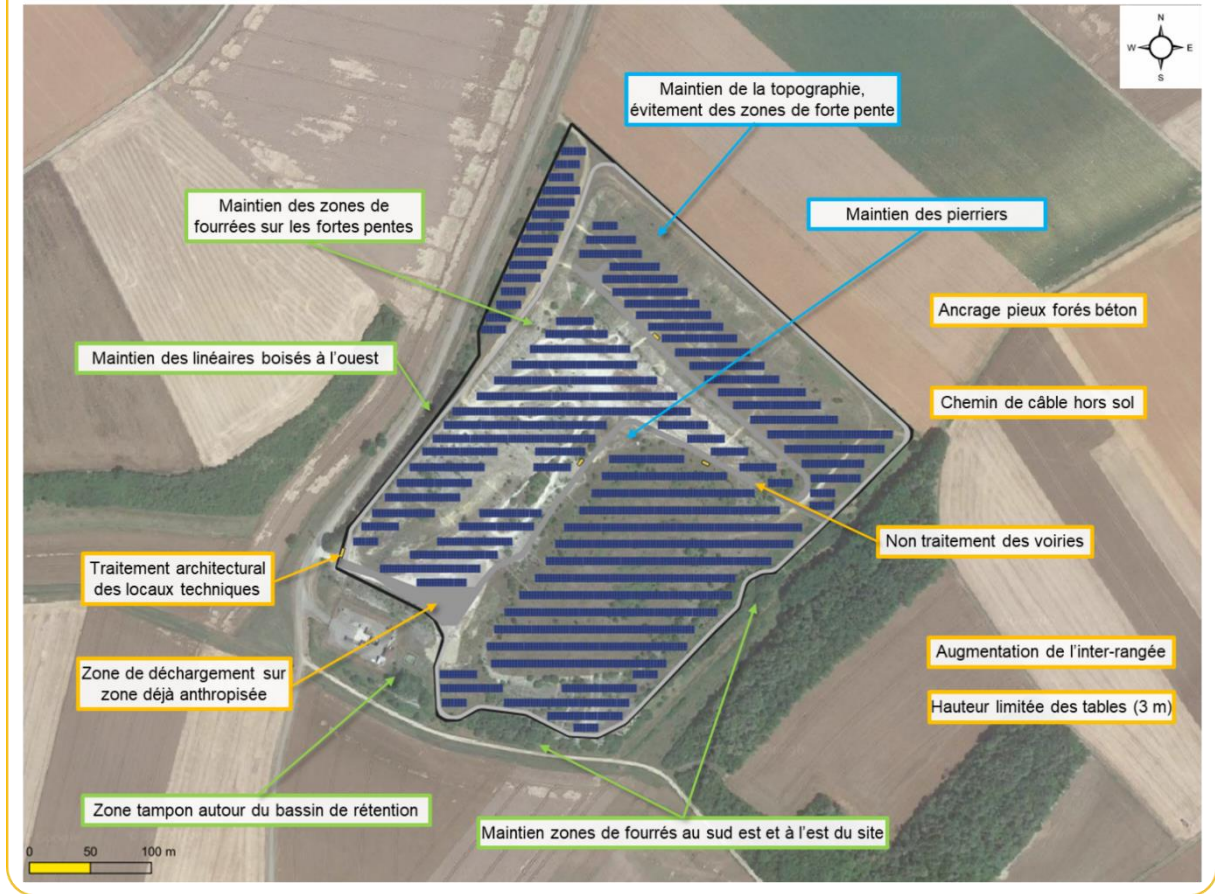 N
W
E
S
Maintien de la topographie,
évitement des zones de forte pente
Maintien des zones de
fourrées sur les fortes pentes
Maintien des pierriers
Ancrage pieux forés béton
Maintien des linéaires boisés à l'ouest
Chemin de câble hors sol
Non traitement des voiries
Traitement architectural
des locaux techniques
Zone de déchargement sur
zone déjà anthropisée
Augmentation de l'inter-rangée
Hauteur limitée des tables (3 m)
Zone tampon autour du bassin de rétention
Maintien zones de fourrés au sud est et à l'est du site
0 50 100 m